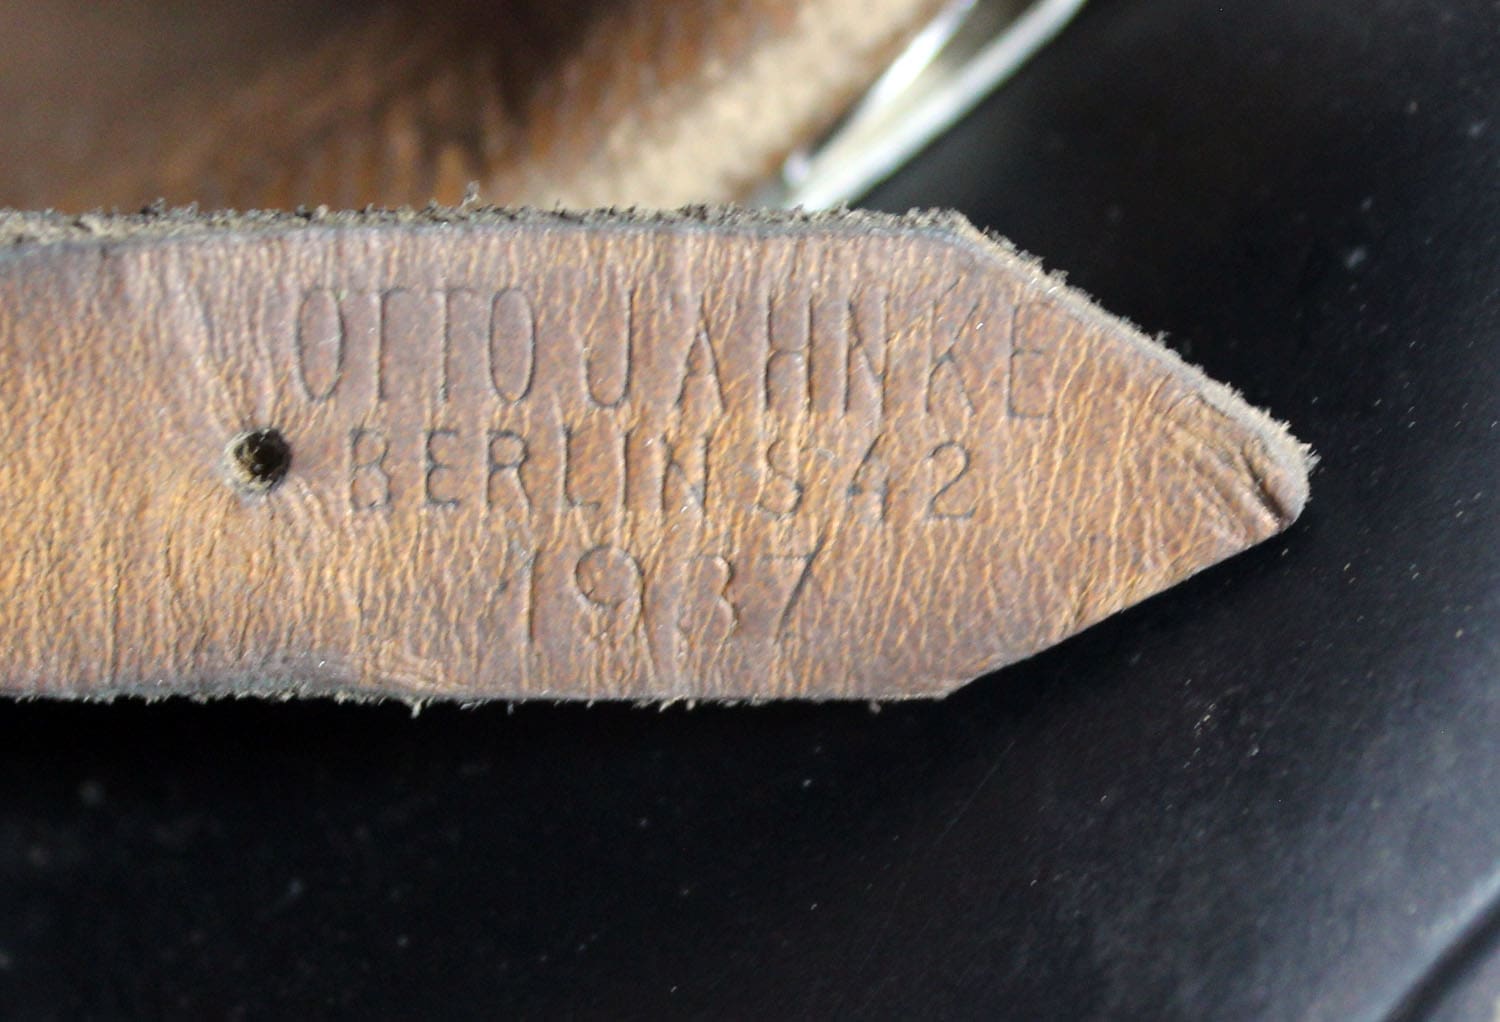 OTTO JAHNKE
BERLIN S 42
1937